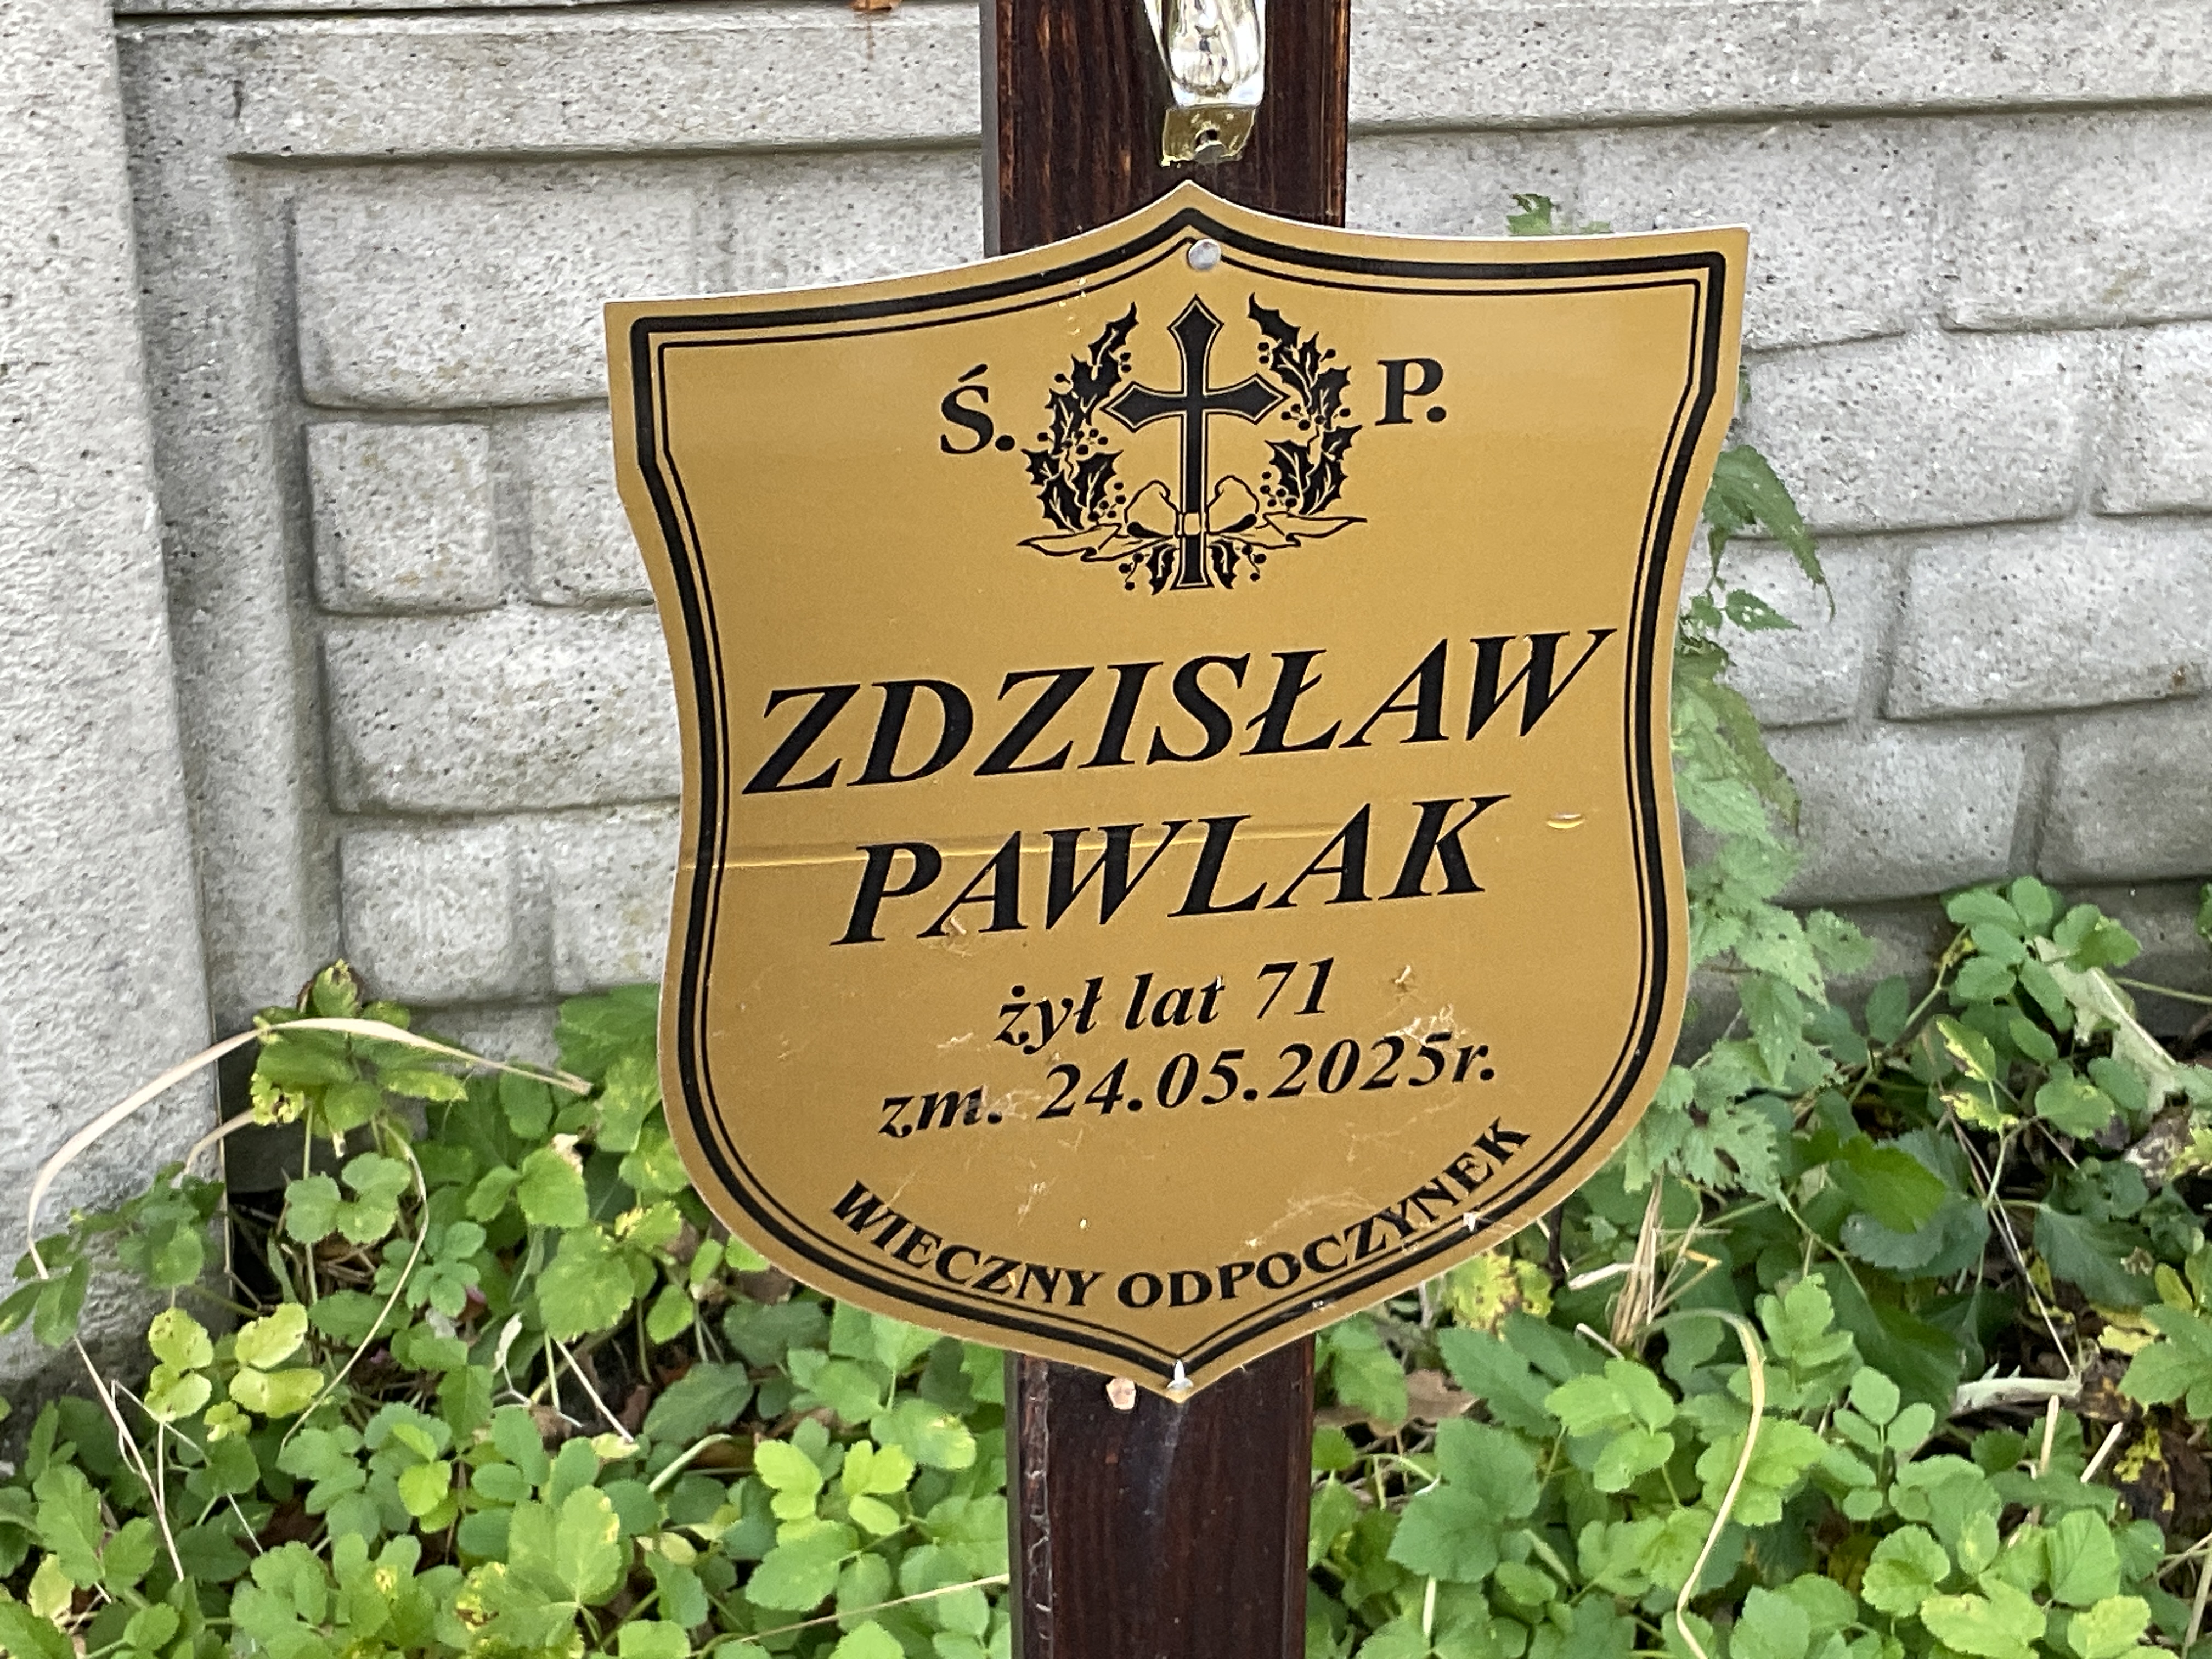 Ś. P.
ZDZISŁAW
PAWLAK
żył lat 71
zm. 24.05.2025r.
WIECZNY ODPOCZYNEK